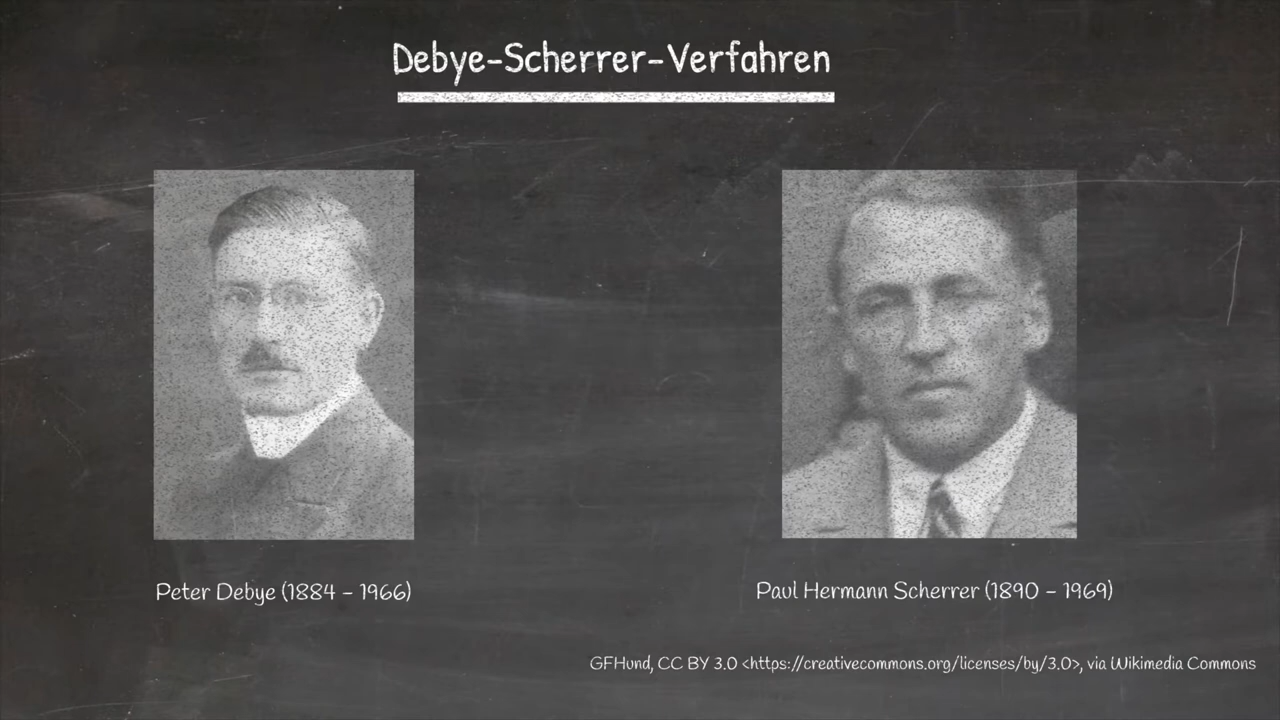 Debye-Scherrer-Verfahren
Peter Debye (1884 - 1966)
Paul Hermann Scherrer (1890 - 1969)
GFHund, CC BY 3.0 <https://creativecommons.org/licenses/by/3.0>, via Wikimedia Commons